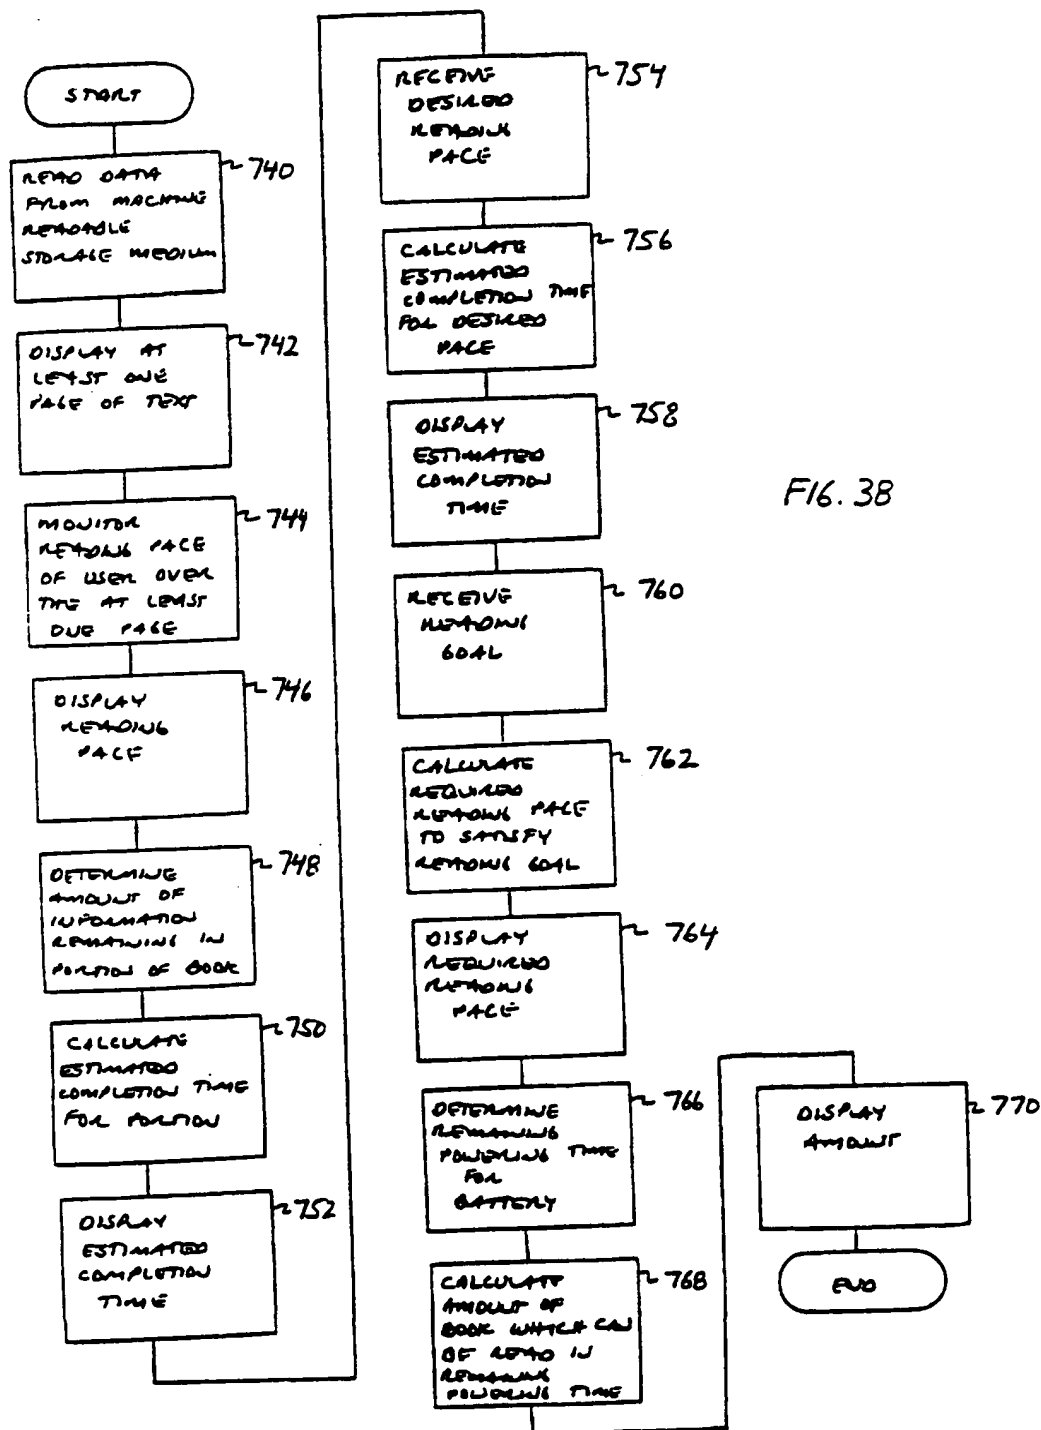 START
740
READ DATA
FROM MACHINE
READABLE
STORAGE MEDIUM
742
DISPLAY AT
LEAST ONE
PAGE OF TEXT
744
MONITOR
READING PACE
OF USER OVER
THE AT LEAST
ONE PAGE
746
DISPLAY
READING
PACE
748
DETERMINE
AMOUNT OF
INFORMATION
REMAINING IN
PORTION OF BOOK
750
CALCULATE
ESTIMATED
COMPLETION TIME
FOR PORTION
752
DISPLAY
ESTIMATED
COMPLETION
TIME
754
RECEIVE
DESIRED
READING
PACE
756
CALCULATE
ESTIMATED
COMPLETION TIME
FOR DESIRED
PACE
758
DISPLAY
ESTIMATED
COMPLETION
TIME
760
RECEIVE
READING
GOAL
762
CALCULATE
REQUIRED
READING PACE
TO SATISFY
READING GOAL
764
DISPLAY
REQUIRED
READING
PACE
766
DETERMINE
REMAINING
POWERING TIME
FOR
BATTERY
768
CALCULATE
AMOUNT OF
BOOK WHICH CAN
BE READ IN
REMAINING
POWERING TIME
770
DISPLAY
AMOUNT
END
FIG. 38